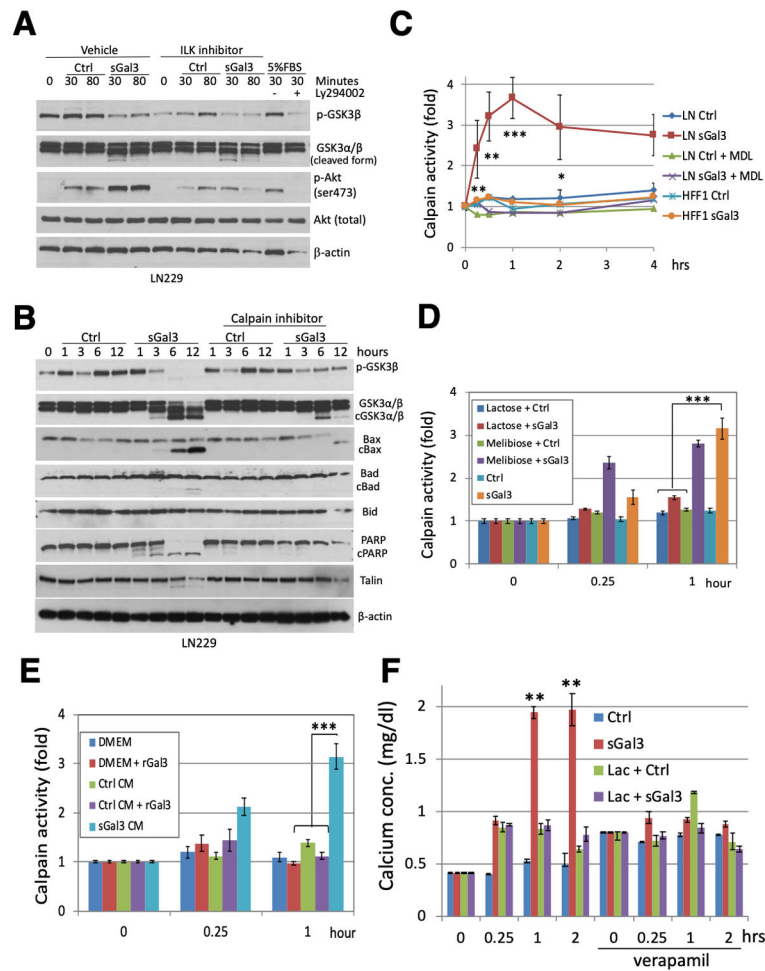 A
Vehicle ILK inhibitor
Ctrl sGal3 Ctrl sGal3 5%FBS
0 30 80 30 80 0 30 80 30 80 30 30 Minutes
- + Ly294002
p-GSK3β
GSK3α/β
(cleaved form)
p-Akt
(ser473)
Akt (total)
β-actin
LN229
B
Calpain inhibitor
Ctrl sGal3 Ctrl sGal3
0 1 3 6 12 1 3 6 12 1 3 6 12 1 3 6 12 hours
p-GSK3β
GSK3α/β
cGSK3α/β
Bax
cBax
Bad
cBad
Bid
PARP
cPARP
Talin
β-actin
LN229
C
Calpain activity (fold)
4
3
2
1
0
**
**
***
*
0 1 2 3 4 hrs
LN Ctrl
LN sGal3
LN Ctrl + MDL
LN sGal3 + MDL
HFF1 Ctrl
HFF1 sGal3
D
Calpain activity (fold)
4
3
2
1
0
Lactose + Ctrl
Lactose + sGal3
Melibiose + Ctrl
Melibiose + sGal3
Ctrl
sGal3
***
0 0.25 1 hour
E
Calpain activity (fold)
4
3
2
1
0
DMEM
DMEM + rGal3
Ctrl CM
Ctrl CM + rGal3
sGal3 CM
***
0 0.25 1 hour
F
Calcium conc. (mg/dl)
2
1.5
1
0.5
0
** **
Ctrl
sGal3
Lac + Ctrl
Lac + sGal3
0 0.25 1 2 0 0.25 1 2 hrs
verapamil